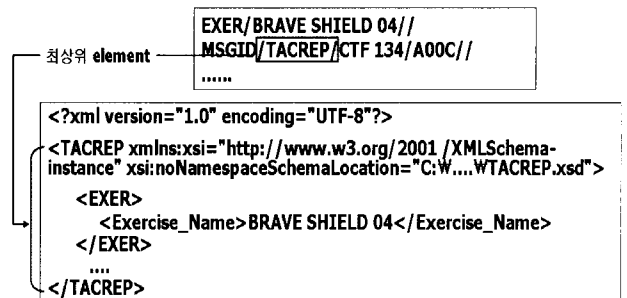 EXER/BRAVE SHIELD 04//
MSGID/TACREP/CTF 134/A00C//
......
최상위 element
<?xml version="1.0" encoding="UTF-8"?>
<TACREP xmlns:xsi="http://www.w3.org/2001 /XMLSchema-
instance" xsi:noNamespaceSchemaLocation="C:₩....₩TACREP.xsd">
<EXER>
<Exercise_Name>BRAVE SHIELD 04</Exercise_Name>
</EXER>
....
</TACREP>